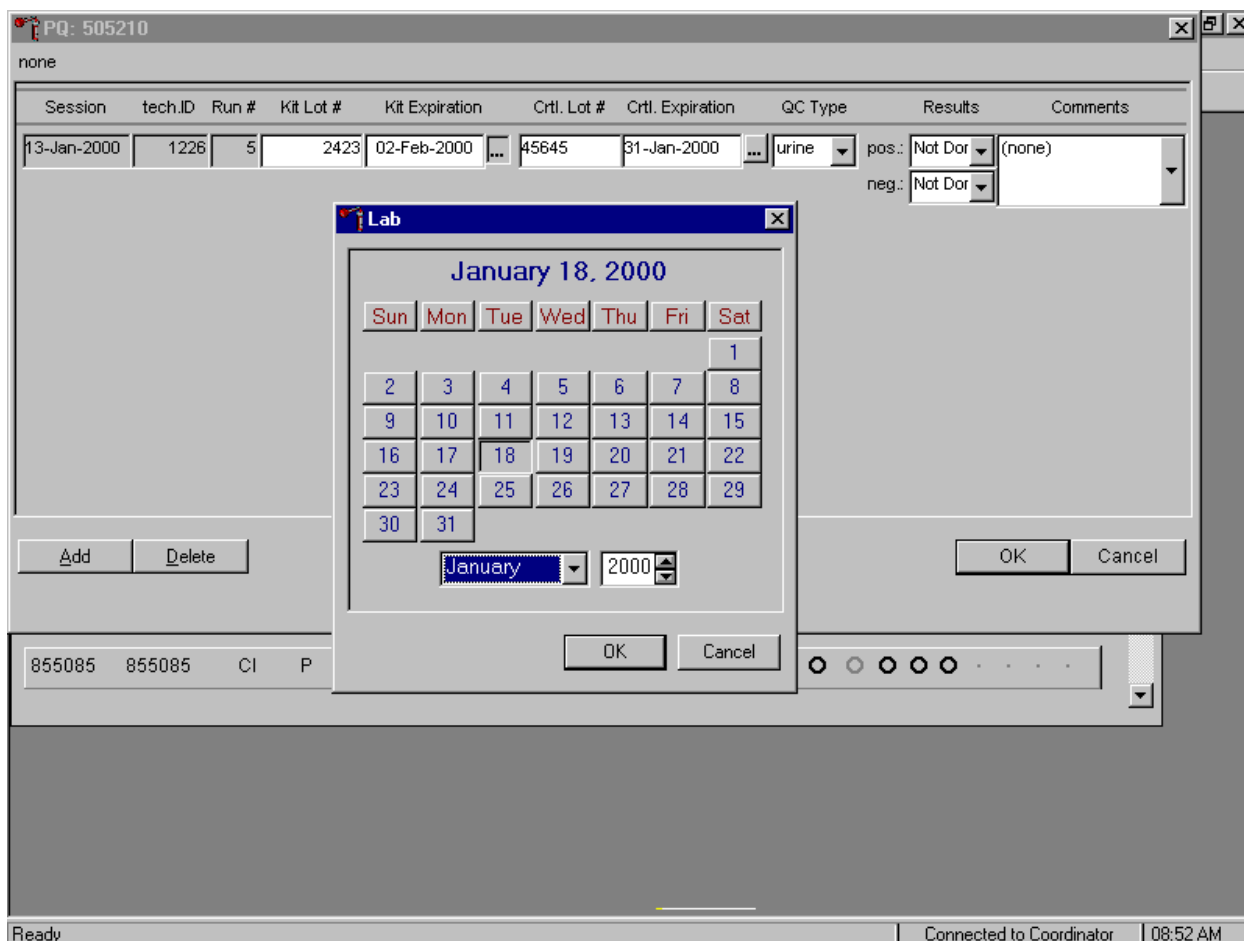 PQ: 505210
none
Session tech.ID Run # Kit Lot # Kit Expiration Crtl. Lot # Crtl. Expiration QC Type Results Comments
13-Jan-2000 1226 5 2423 02-Feb-2000 ... 45645 31-Jan-2000 ... urine pos.: Not Dor (none)
neg.: Not Dor
Lab
January 18, 2000
Sun Mon Tue Wed Thu Fri Sat
1
2 3 4 5 6 7 8
9 10 11 12 13 14 15
16 17 18 19 20 21 22
23 24 25 26 27 28 29
30 31
January 2000
Add Delete OK Cancel
OK Cancel
855085 855085 CI P
Ready Connected to Coordinator 08:52 AM